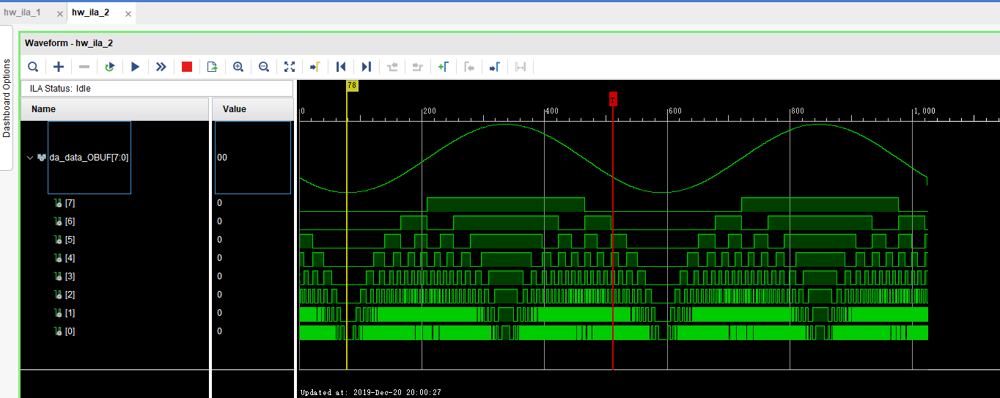 hw_ila_1 hw_ila_2
Dashboard Options
Waveform - hw_ila_2
ILA Status: Idle
Name Value
78
0 200 400 600 800 1,000
da_data_OBUF[7:0] 00
[7] 0
[6] 0
[5] 0
[4] 0
[3] 0
[2] 0
[1] 0
[0] 0
Updated at: 2019-Dec-20 20:00:27